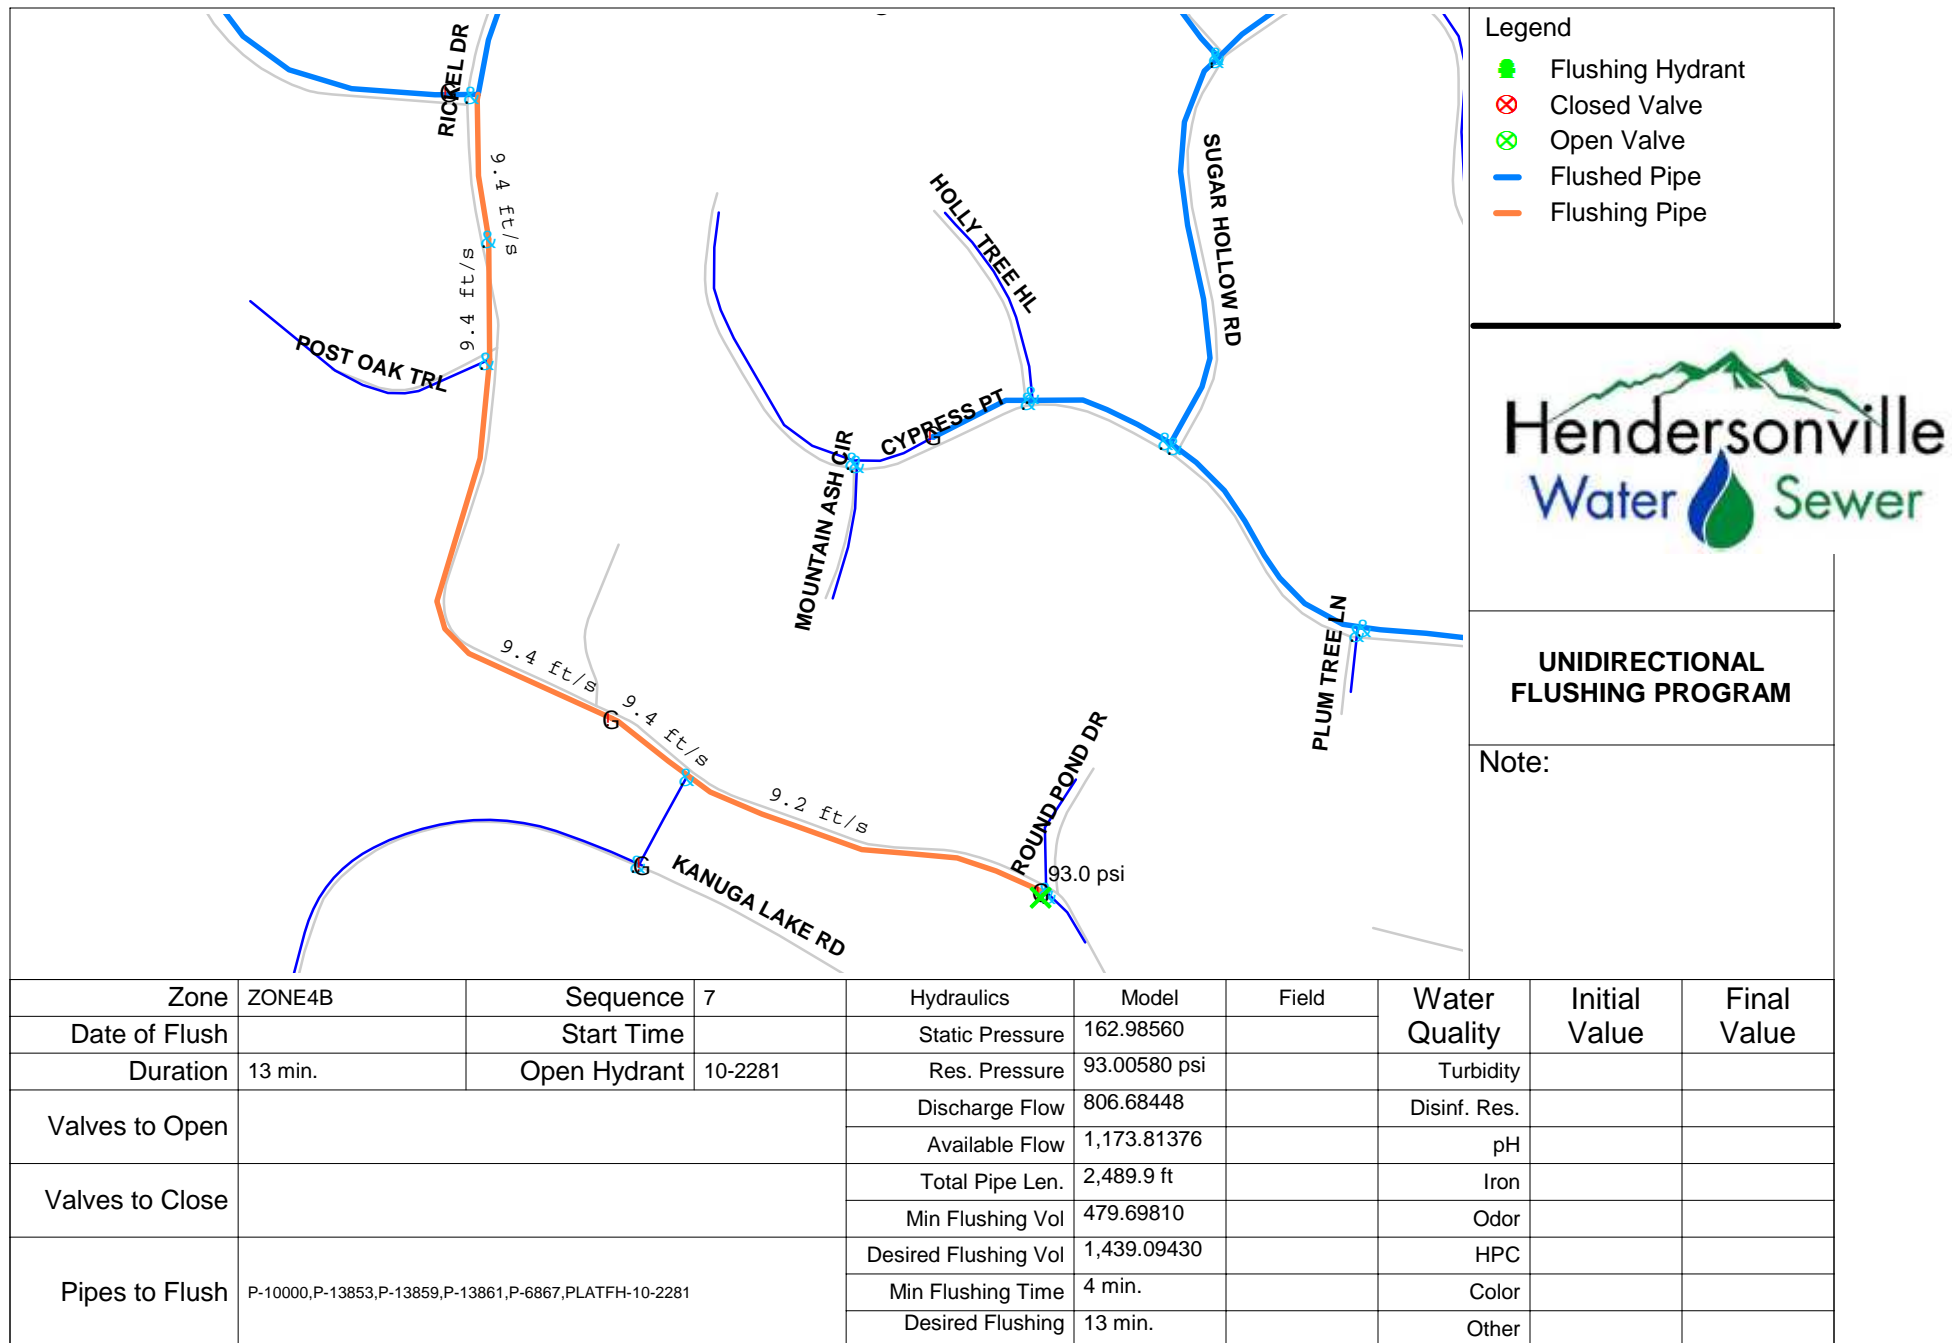 RICKEL DR
9.4 ft/s
9.4 ft/s
POST OAK TRL
HOLLY TREE HL
SUGAR HOLLOW RD
CYPRESS PT
MOUNTAIN ASH CIR
9.4 ft/s
9.4 ft/s
9.2 ft/s
PLUM TREE LN
ROUND POND DR
93.0 psi
KANUGA LAKE RD
G
G
Legend
Flushing Hydrant
Closed Valve
Open Valve
Flushed Pipe
Flushing Pipe
Hendersonville
Water Sewer
UNIDIRECTIONAL
FLUSHING PROGRAM
Note:
Zone ZONE4B Sequence 7 Hydraulics Model Field Water Quality Initial Value Final Value
Date of Flush Start Time Static Pressure 162.98560
Duration 13 min. Open Hydrant 10-2281 Res. Pressure 93.00580 psi Turbidity
Valves to Open Discharge Flow 806.68448 Disinf. Res.
Available Flow 1,173.81376 pH
Valves to Close Total Pipe Len. 2,489.9 ft Iron
Min Flushing Vol 479.69810 Odor
Desired Flushing Vol 1,439.09430 HPC
Pipes to Flush P-10000,P-13853,P-13859,P-13861,P-6867,PLATFH-10-2281 Min Flushing Time 4 min. Color
Desired Flushing 13 min. Other